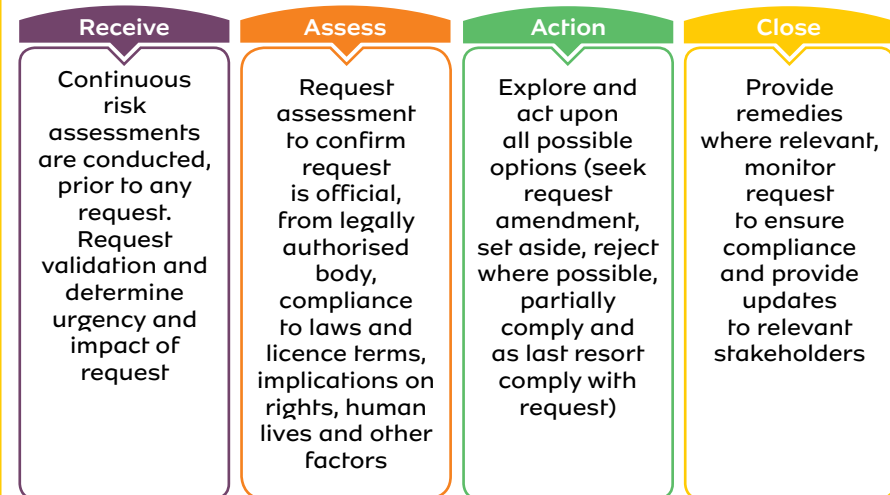 Receive
Continuous
risk
assessments
are conducted,
prior to any
request.
Request
validation and
determine
urgency and
impact of
request
Assess
Request
assessment
to confirm
request
is official,
from legally
authorised
body,
compliance
to laws and
licence terms,
implications on
rights, human
lives and other
factors
Action
Explore and
act upon
all possible
options (seek
request
amendment,
set aside, reject
where possible,
partially
comply and
as last resort
comply with
request)
Close
Provide
remedies
where relevant,
monitor
request
to ensure
compliance
and provide
updates
to relevant
stakeholders